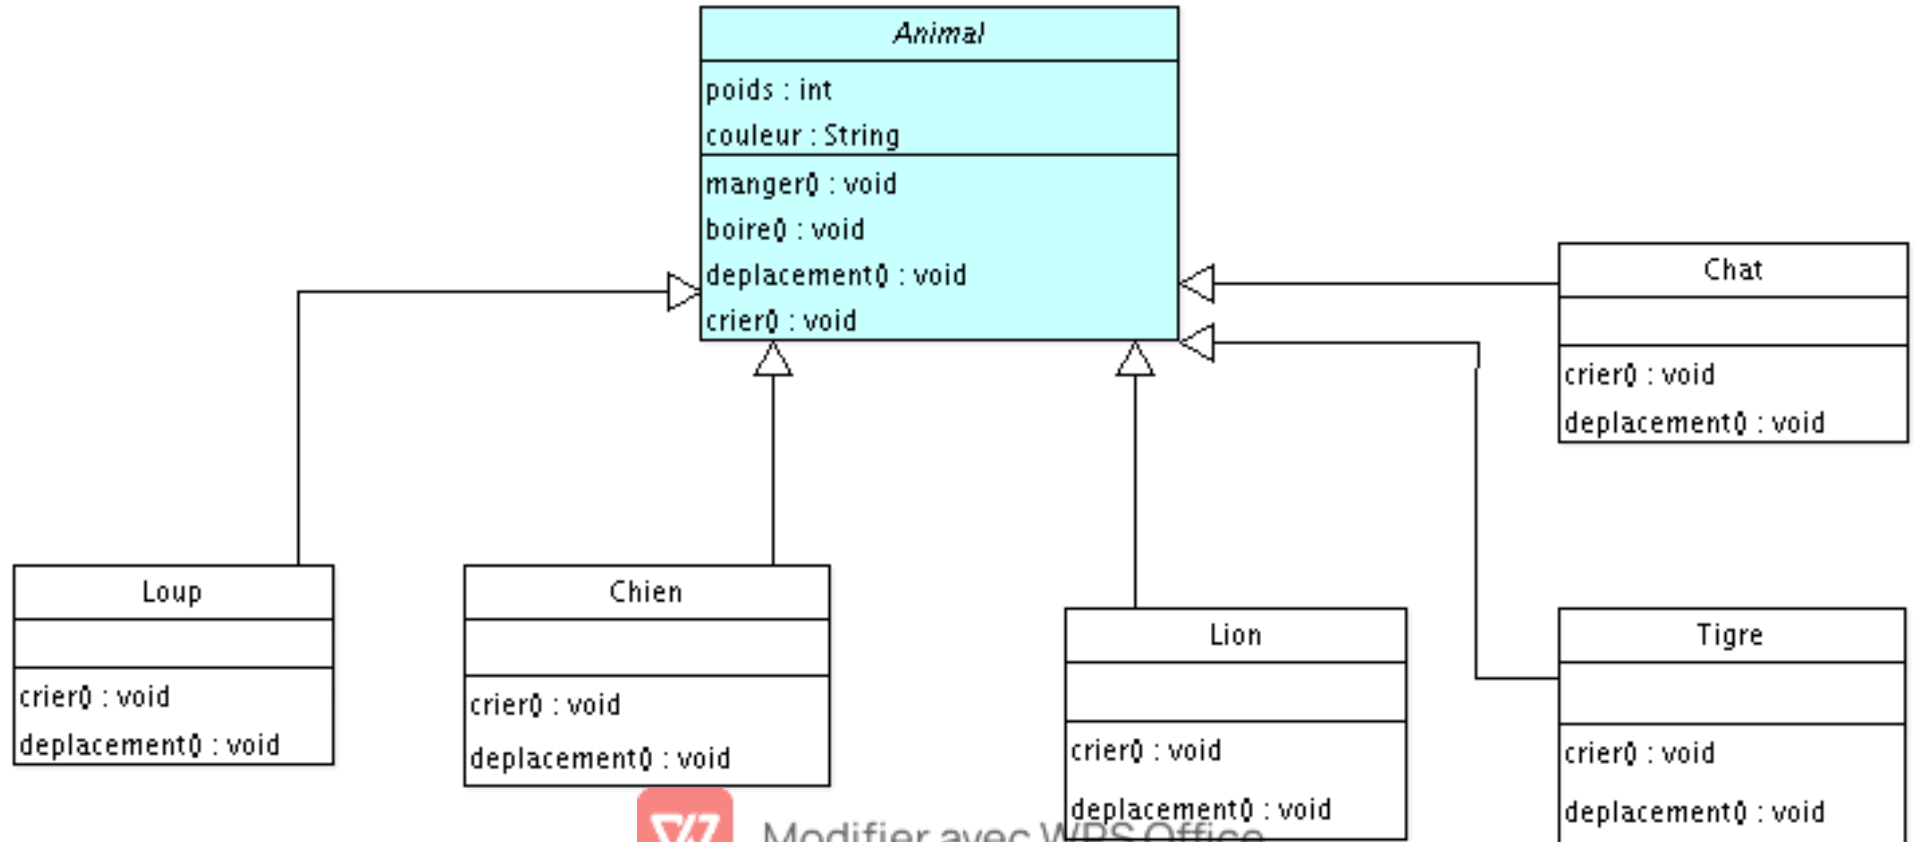 Animal
poids : int
couleur : String
manger() : void
boire() : void
deplacement() : void
crier() : void
Chat
crier() : void
deplacement() : void
Loup
crier() : void
deplacement() : void
Chien
crier() : void
deplacement() : void
Lion
crier() : void
deplacement() : void
Tigre
crier() : void
deplacement() : void
Modifier avec WPS Office